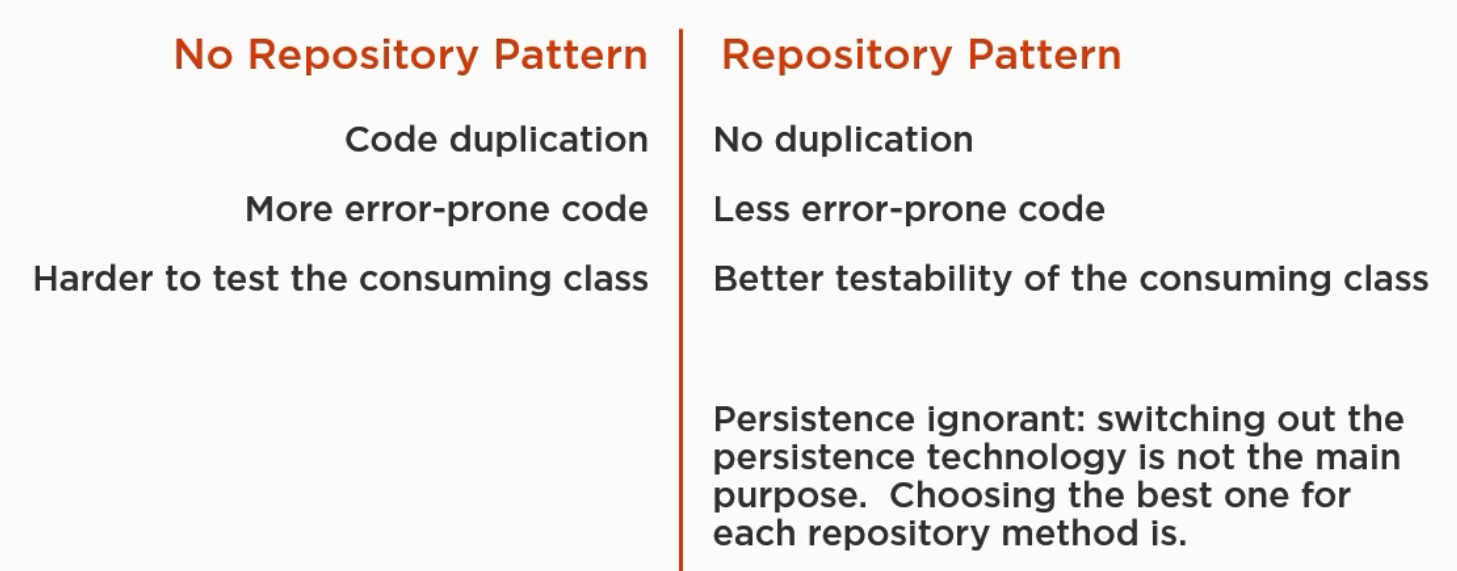 No Repository Pattern
Code duplication
More error-prone code
Harder to test the consuming class
Repository Pattern
No duplication
Less error-prone code
Better testability of the consuming class
Persistence ignorant: switching out the
persistence technology is not the main
purpose.  Choosing the best one for
each repository method is.